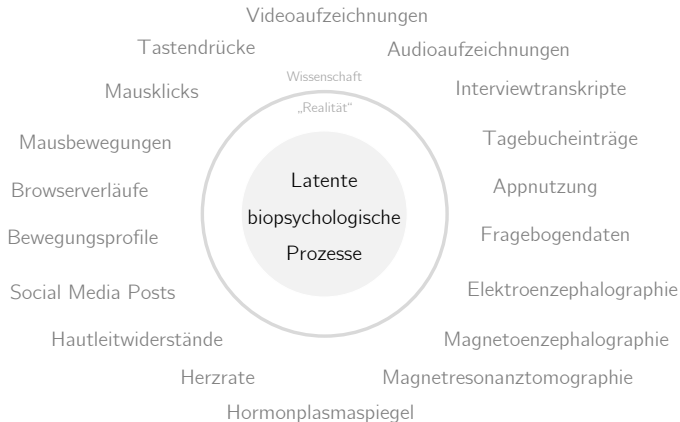 Videoaufzeichnungen
Tastendrücke
Audioaufzeichnungen
Mausklicks
Wissenschaft
Interviewtranskripte
„Realität“
Mausbewegungen
Tagebucheinträge
Latente
Browserverläufe
Appnutzung
biopsychologische
Bewegungsprofile
Fragebogendaten
Prozesse
Social Media Posts
Elektroenzephalographie
Hautleitwiderstände
Magnetoenzephalographie
Herzrate
Magnetresonanztomographie
Hormonplasmaspiegel